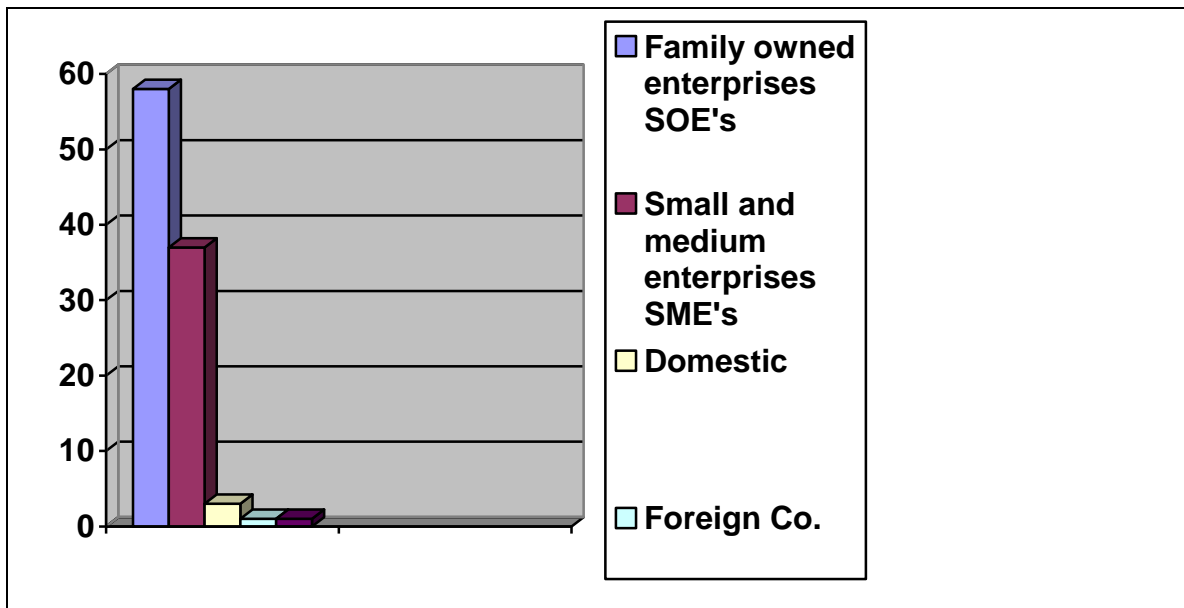 60
50
40
30
20
10
0
Family owned
enterprises
SOE's
Small and
medium
enterprises
SME's
Domestic
Foreign Co.